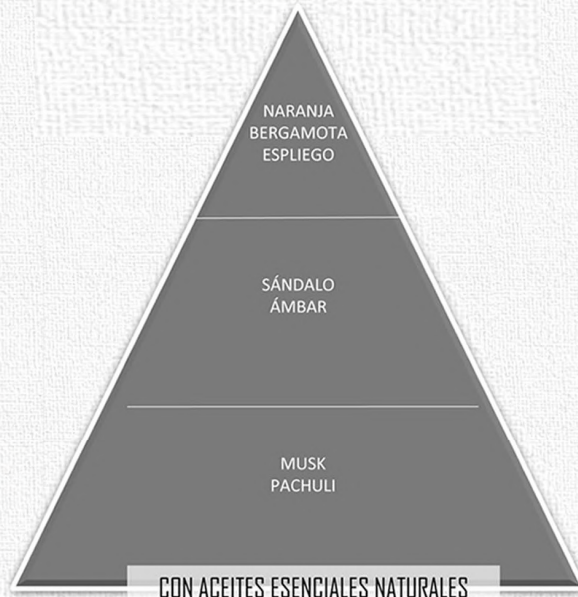 NARANJA
BERGAMOTA
ESPLIEGO
SÁNDALO
ÁMBAR
MUSK
PACHULI
CON ACEITES ESENCIALES NATURALES